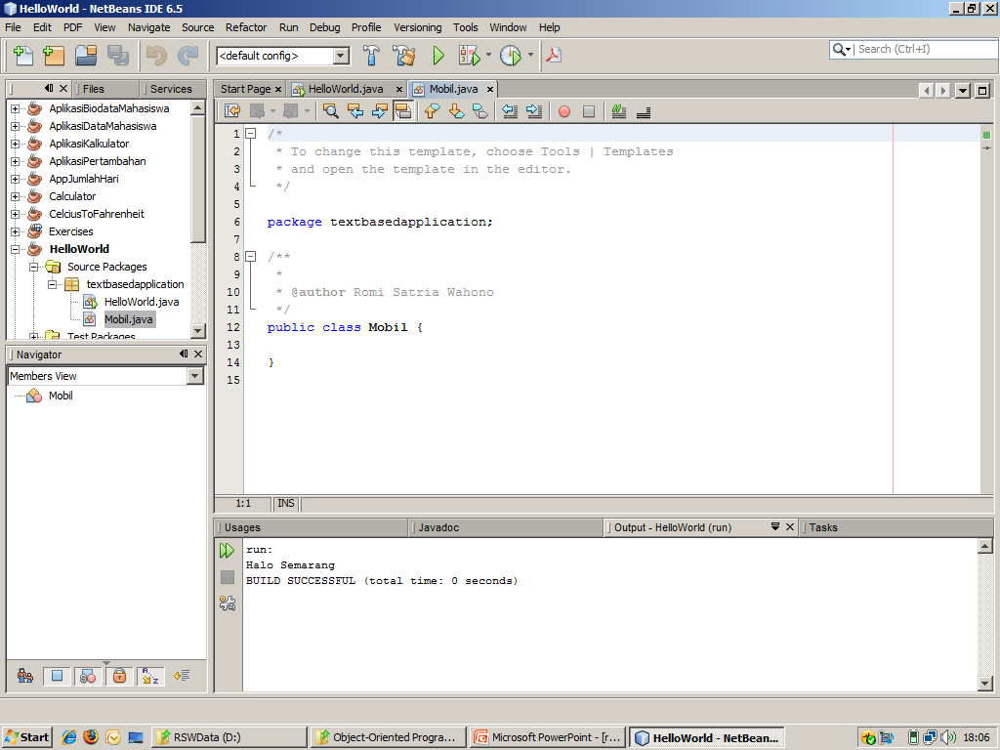 HelloWorld - NetBeans IDE 6.5
File Edit PDF View Navigate Source Refactor Run Debug Profile Versioning Tools Window Help
<default config>
Search (Ctrl+I)
Files Services
AplikasiBiodataMahasiswa
AplikasiDataMahasiswa
AplikasiKalkulator
AplikasiPertambahan
AppJumlahHari
Calculator
CelciusToFahrenheit
Exercises
HelloWorld
Source Packages
textbasedapplication
HelloWorld.java
Mobil.java
Test Packages
Navigator
Members View
Mobil
Start Page HelloWorld.java Mobil.java
1 /*
2 * To change this template, choose Tools | Templates
3 * and open the template in the editor.
4 */
5
6 package textbasedapplication;
7
8 /**
9 *
10 * @author Romi Satria Wahono
11 */
12 public class Mobil {
13
14 }
15
1:1 INS
Usages Javadoc Output - HelloWorld (run) Tasks
run:
Halo Semarang
BUILD SUCCESSFUL (total time: 0 seconds)
Start RSWData (D:) Object-Oriented Progra... Microsoft PowerPoint - [r... HelloWorld - NetBean... 18:06